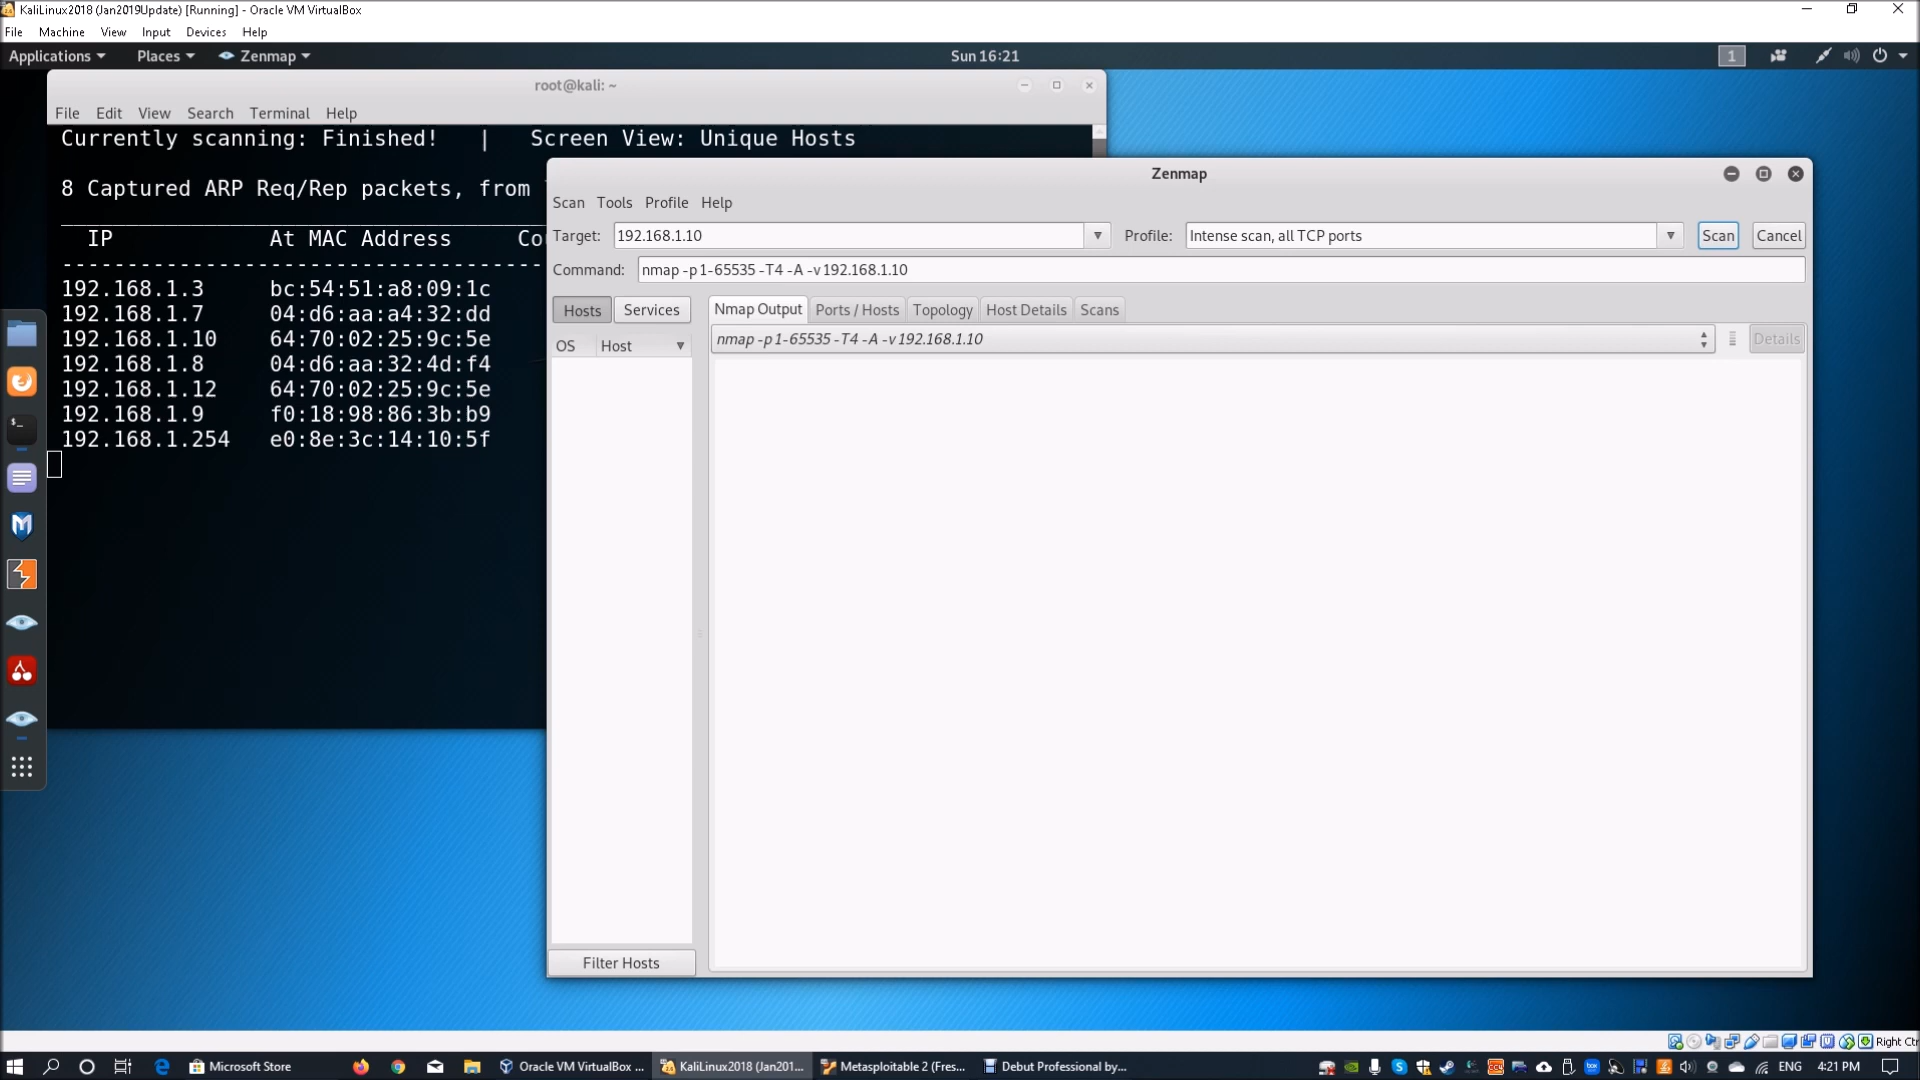 KaliLinux2018 (Jan2019Update) [Running] - Oracle VM VirtualBox
File Machine View Input Devices Help
Applications Places Zenmap Sun 16:21 1
root@kali: ~
File Edit View Search Terminal Help
Currently scanning: Finished! | Screen View: Unique Hosts
8 Captured ARP Req/Rep packets, from
IP At MAC Address Co
192.168.1.3 bc:54:51:a8:09:1c
192.168.1.7 04:d6:aa:a4:32:dd
192.168.1.10 64:70:02:25:9c:5e
192.168.1.8 04:d6:aa:32:4d:f4
192.168.1.12 64:70:02:25:9c:5e
192.168.1.9 f0:18:98:86:3b:b9
192.168.1.254 e0:8e:3c:14:10:5f
Zenmap
Scan Tools Profile Help
Target: 192.168.1.10 Profile: Intense scan, all TCP ports Scan Cancel
Command: nmap -p 1-65535 -T4 -A -v 192.168.1.10
Hosts Services Nmap Output Ports / Hosts Topology Host Details Scans
OS Host
nmap -p 1-65535 -T4 -A -v 192.168.1.10 Details
Filter Hosts
Right Ctr
Microsoft Store Oracle VM VirtualBox ... KaliLinux2018 (Jan201... Metasploitable 2 (Fres... Debut Professional by... ENG 4:21 PM